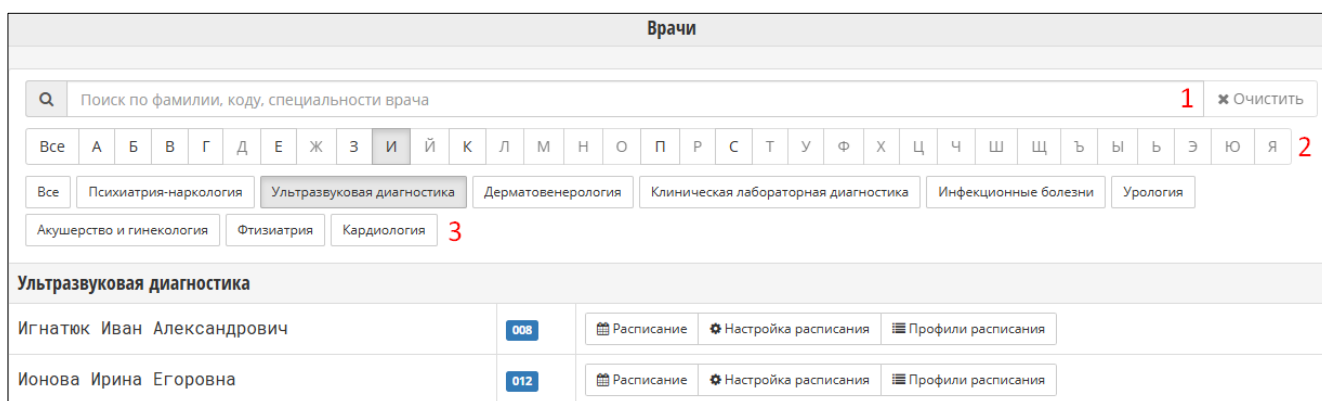 Врачи
Поиск по фамилии, коду, специальности врача 1 Очистить
Все А Б В Г Д Е Ж З И Й К Л М Н О П Р С Т У Ф Х Ц Ч Ш Щ Ъ Ы Ь Э Ю Я 2
Все Психиатрия-наркология Ультразвуковая диагностика Дерматовенерология Клиническая лабораторная диагностика Инфекционные болезни Урология
Акушерство и гинекология Фтизиатрия Кардиология 3
Ультразвуковая диагностика
Игнатюк Иван Александрович 008 Расписание Настройка расписания Профили расписания
Ионова Ирина Егоровна 012 Расписание Настройка расписания Профили расписания